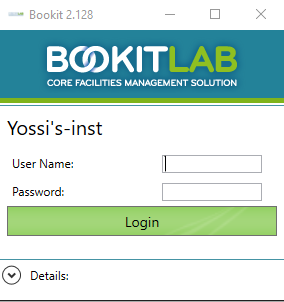 Bookit 2.128
BOOKITLAB
CORE FACILITIES MANAGEMENT SOLUTION
Yossi's-inst
User Name:
Password:
Login
Details: